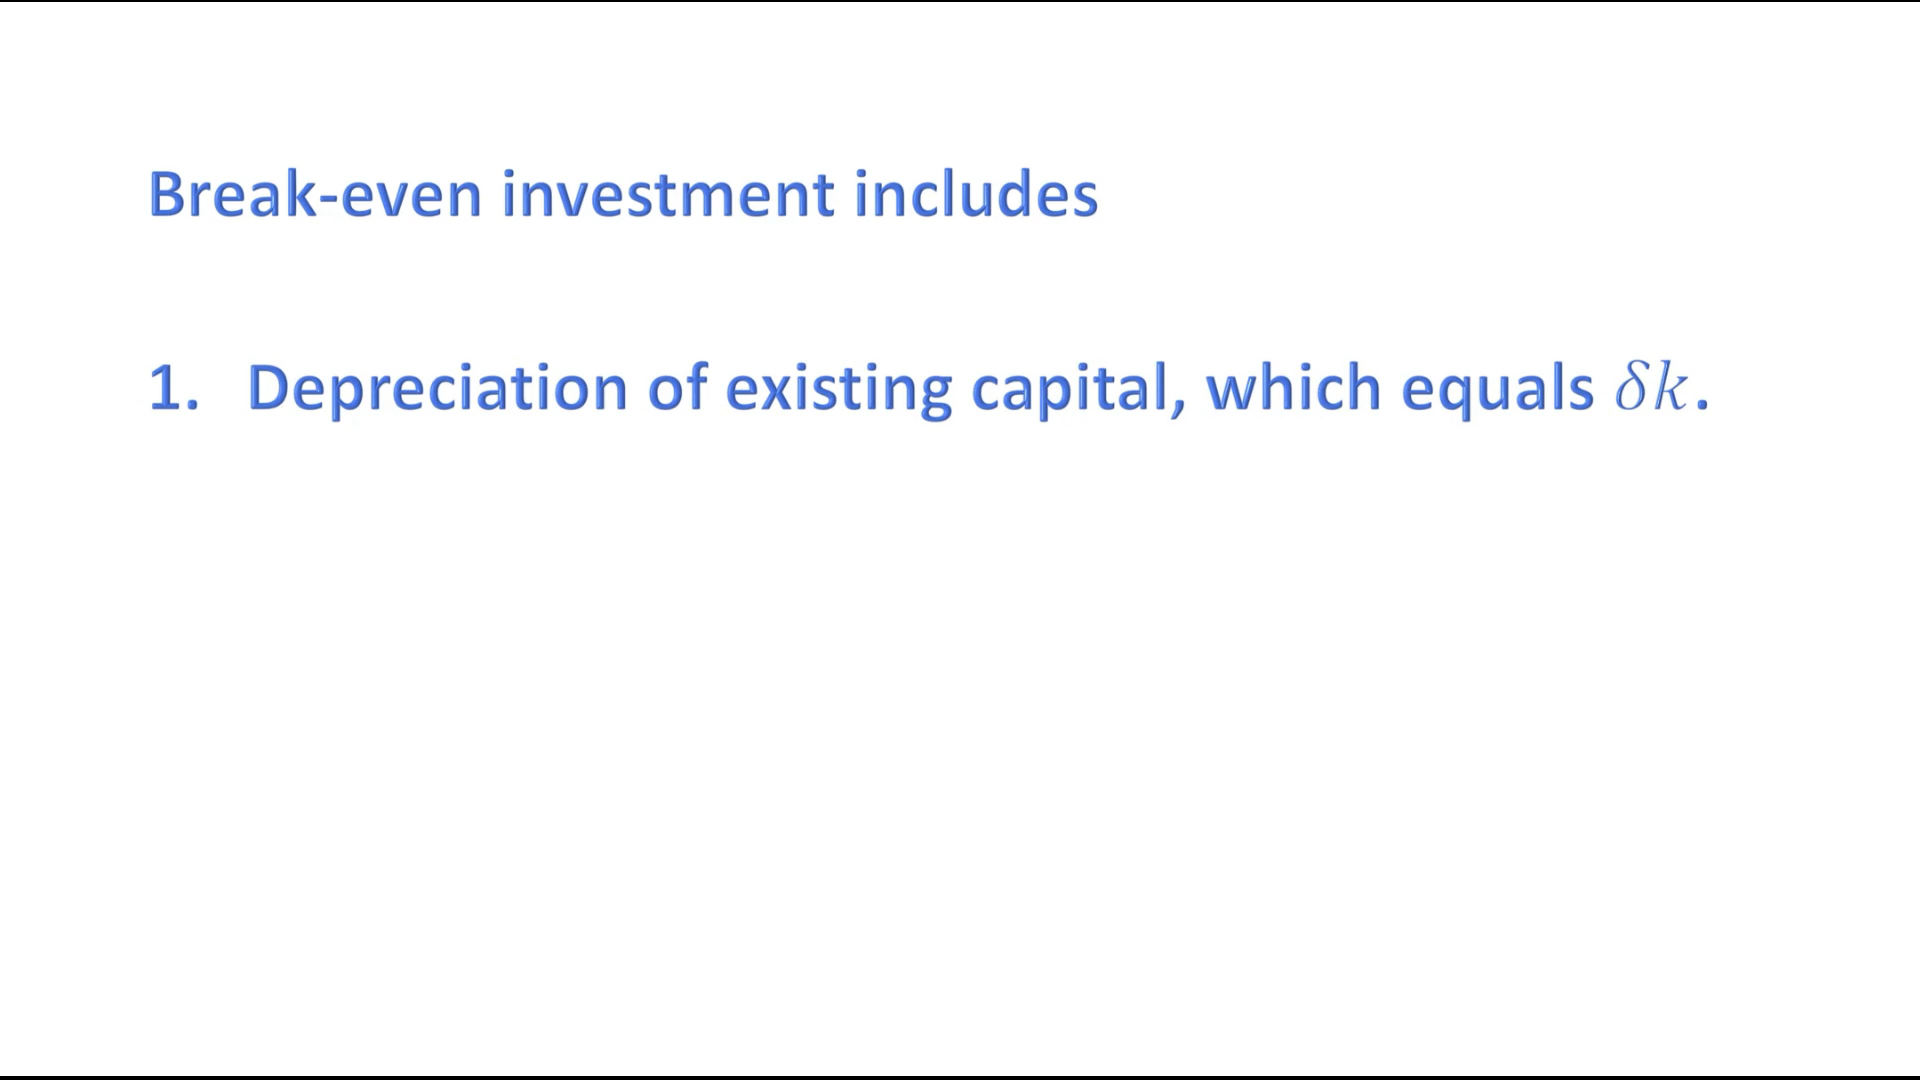 Break-even investment includes
1. Depreciation of existing capital, which equals δk.